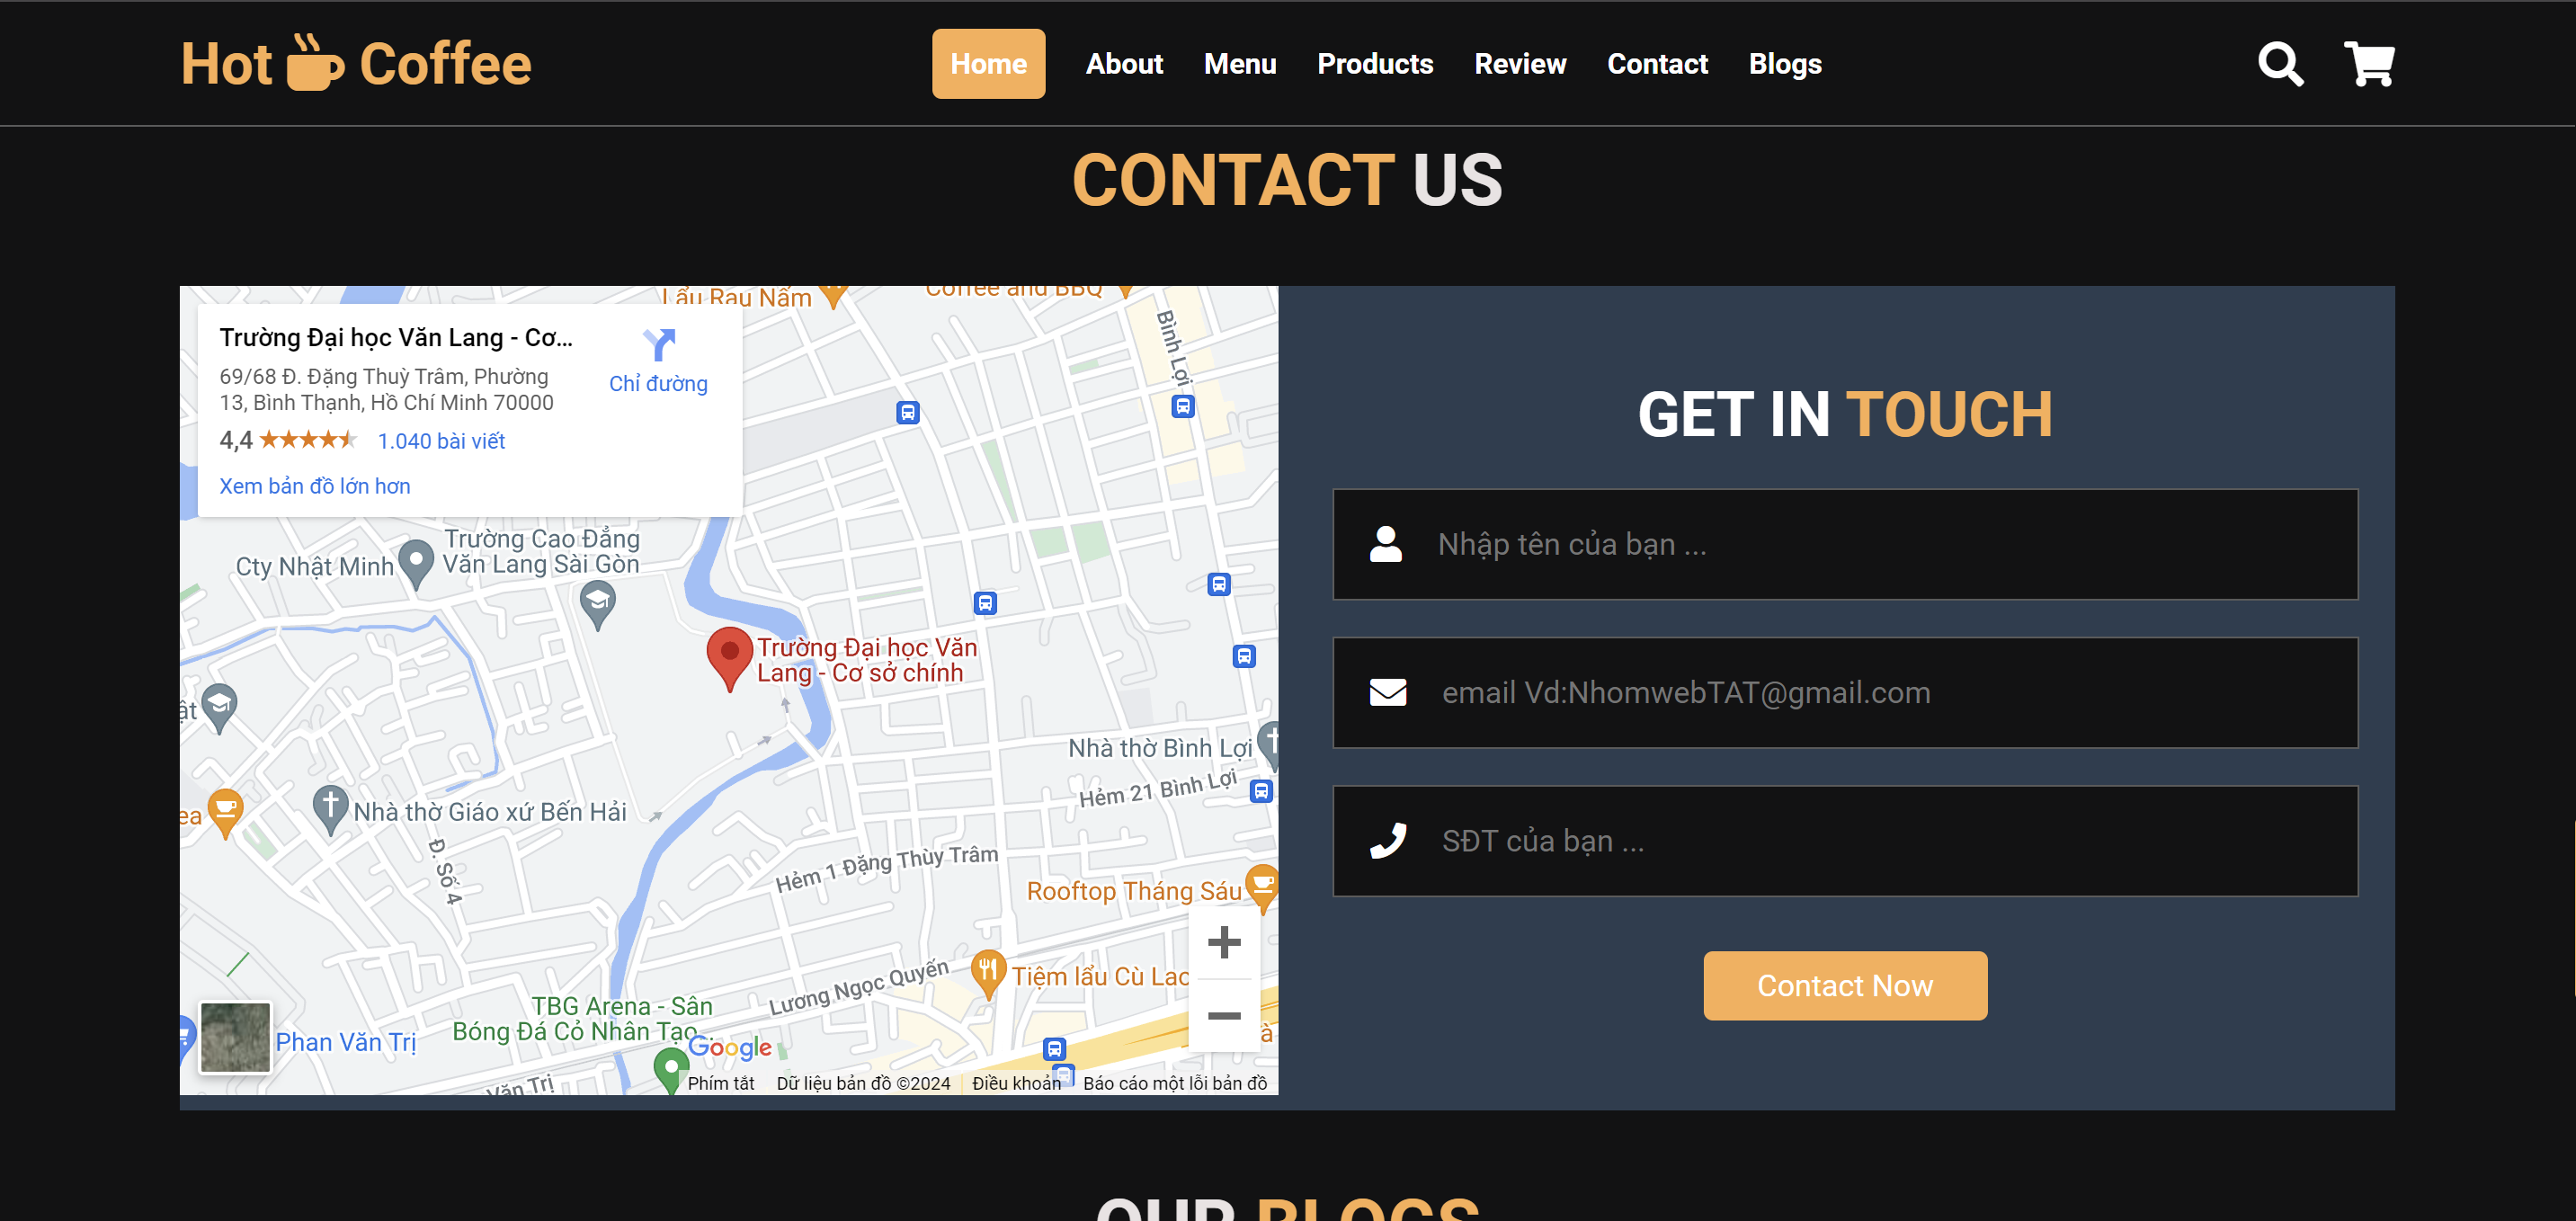 Hot Coffee
Home
About
Menu
Products
Review
Contact
Blogs
CONTACT US
Lẩu Rau Nấm
Coffee and BBQ
Bình Lợi
Trường Đại học Văn Lang - Cơ...
69/68 Đ. Đặng Thuỳ Trâm, Phường
13, Bình Thạnh, Hồ Chí Minh 70000
4,4
1.040 bài viết
Xem bản đồ lớn hơn
Chỉ đường
Trường Cao Đẳng
Văn Lang Sài Gòn
Cty Nhật Minh
Trường Đại học Văn
Lang - Cơ sở chính
ật
Nhà thờ Bình Lợi
Hẻm 21 Bình Lợi
ea
Nhà thờ Giáo xứ Bến Hải
Đ. Số 4
Hẻm 1 Đặng Thùy Trâm
Rooftop Tháng Sáu
Lương Ngọc Quyến
Tiệm lẩu Cù Lao
TBG Arena - Sân
Bóng Đá Cỏ Nhân Tạo
Phan Văn Trị
Google
à
Văn Trị
Phím tắt
Dữ liệu bản đồ ©2024
Điều khoản
Báo cáo một lỗi bản đồ
GET IN TOUCH
Nhập tên của bạn ...
email Vd:NhomwebTAT@gmail.com
SĐT của bạn ...
Contact Now
OUR BLOGS